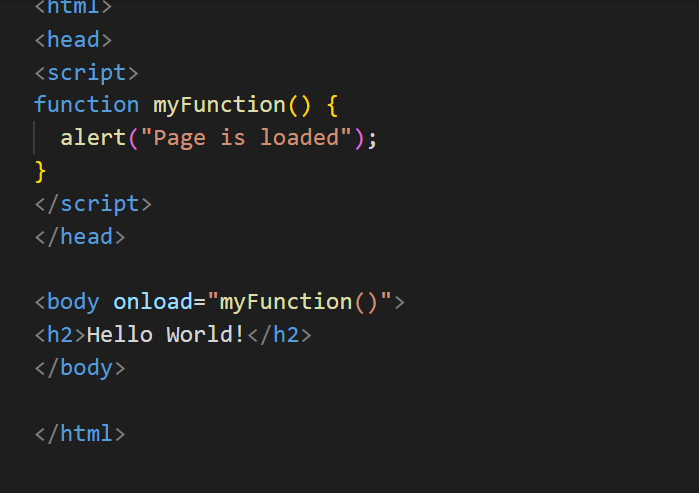 <html>
<head>
<script>
function myFunction() {
  alert("Page is loaded");
}
</script>
</head>
<body onload="myFunction()">
<h2>Hello World!</h2>
</body>
</html>